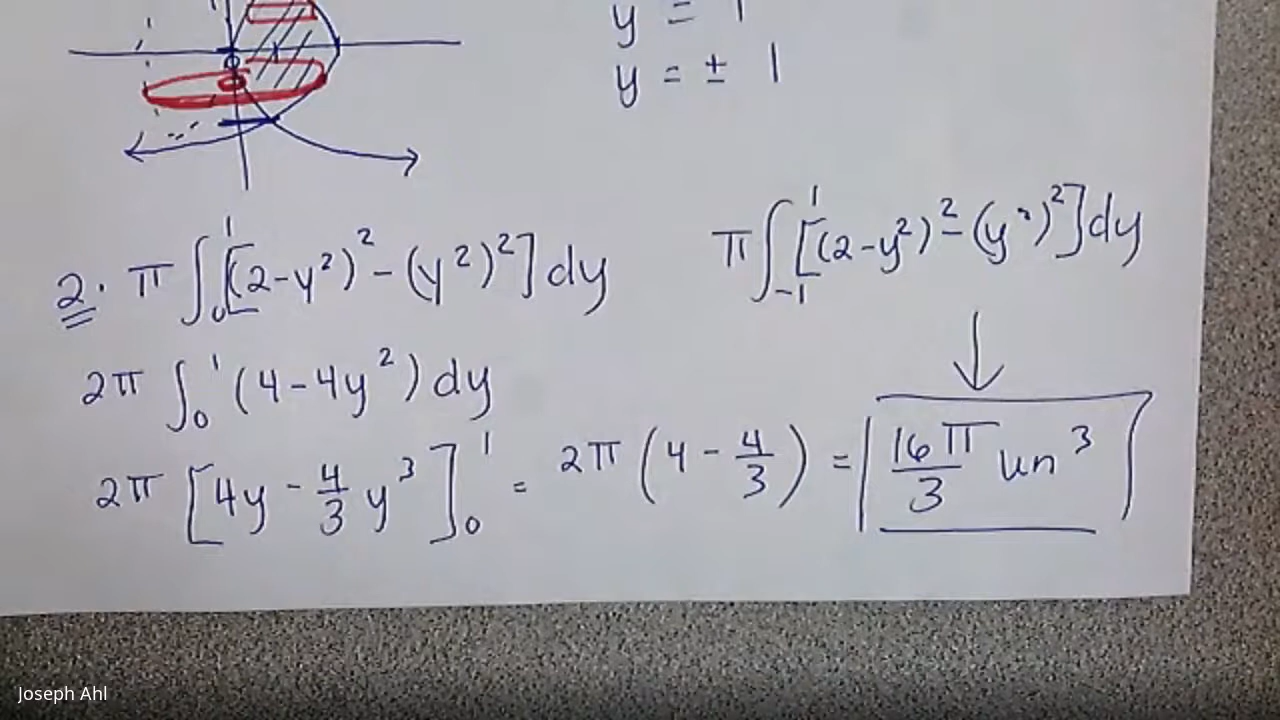 y = 1
y = ± 1
2. π ∫₀¹ [(2-y²)² - (y²)²] dy
π ∫₋₁¹ [(2-y²)² - (y²)²] dy
2π ∫₀¹ (4-4y²) dy
2π [4y - 4/3 y³]₀¹ = 2π (4 - 4/3) = 16π/3 un³
Joseph Ahl